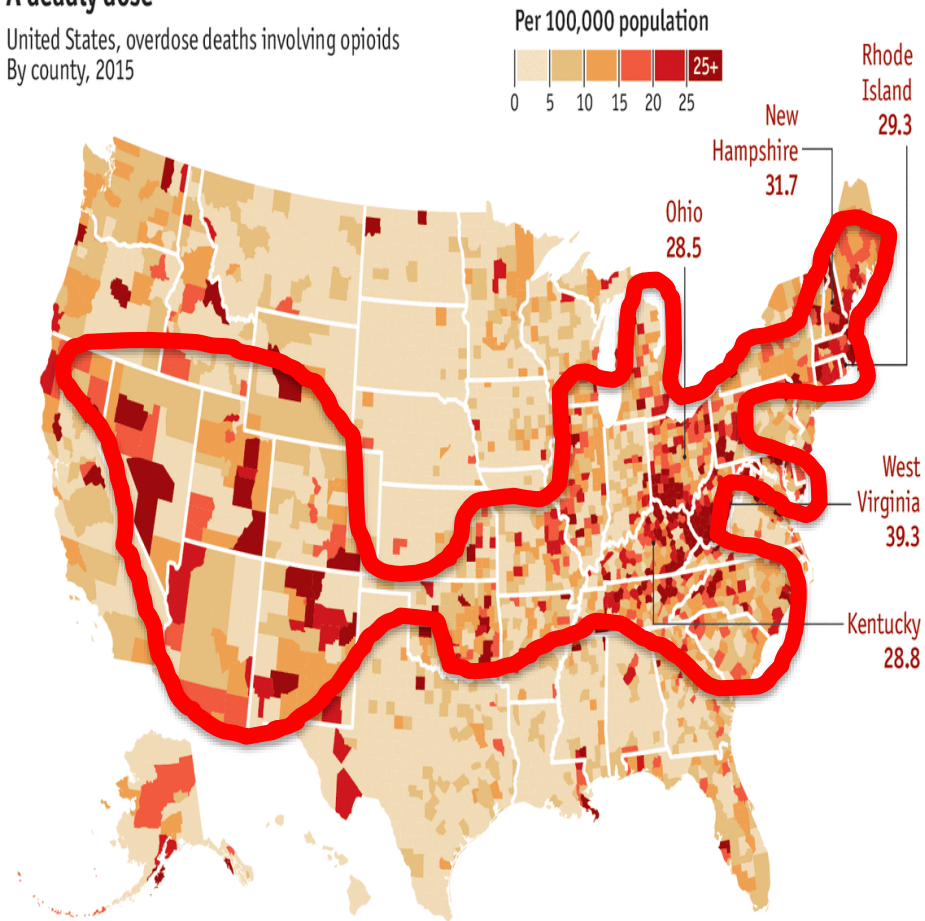 A deadly dose
United States, overdose deaths involving opioids
By county, 2015
Per 100,000 population
25+
0 5 10 15 20 25
Rhode
Island
29.3
New
Hampshire
31.7
Ohio
28.5
West
Virginia
39.3
Kentucky
28.8